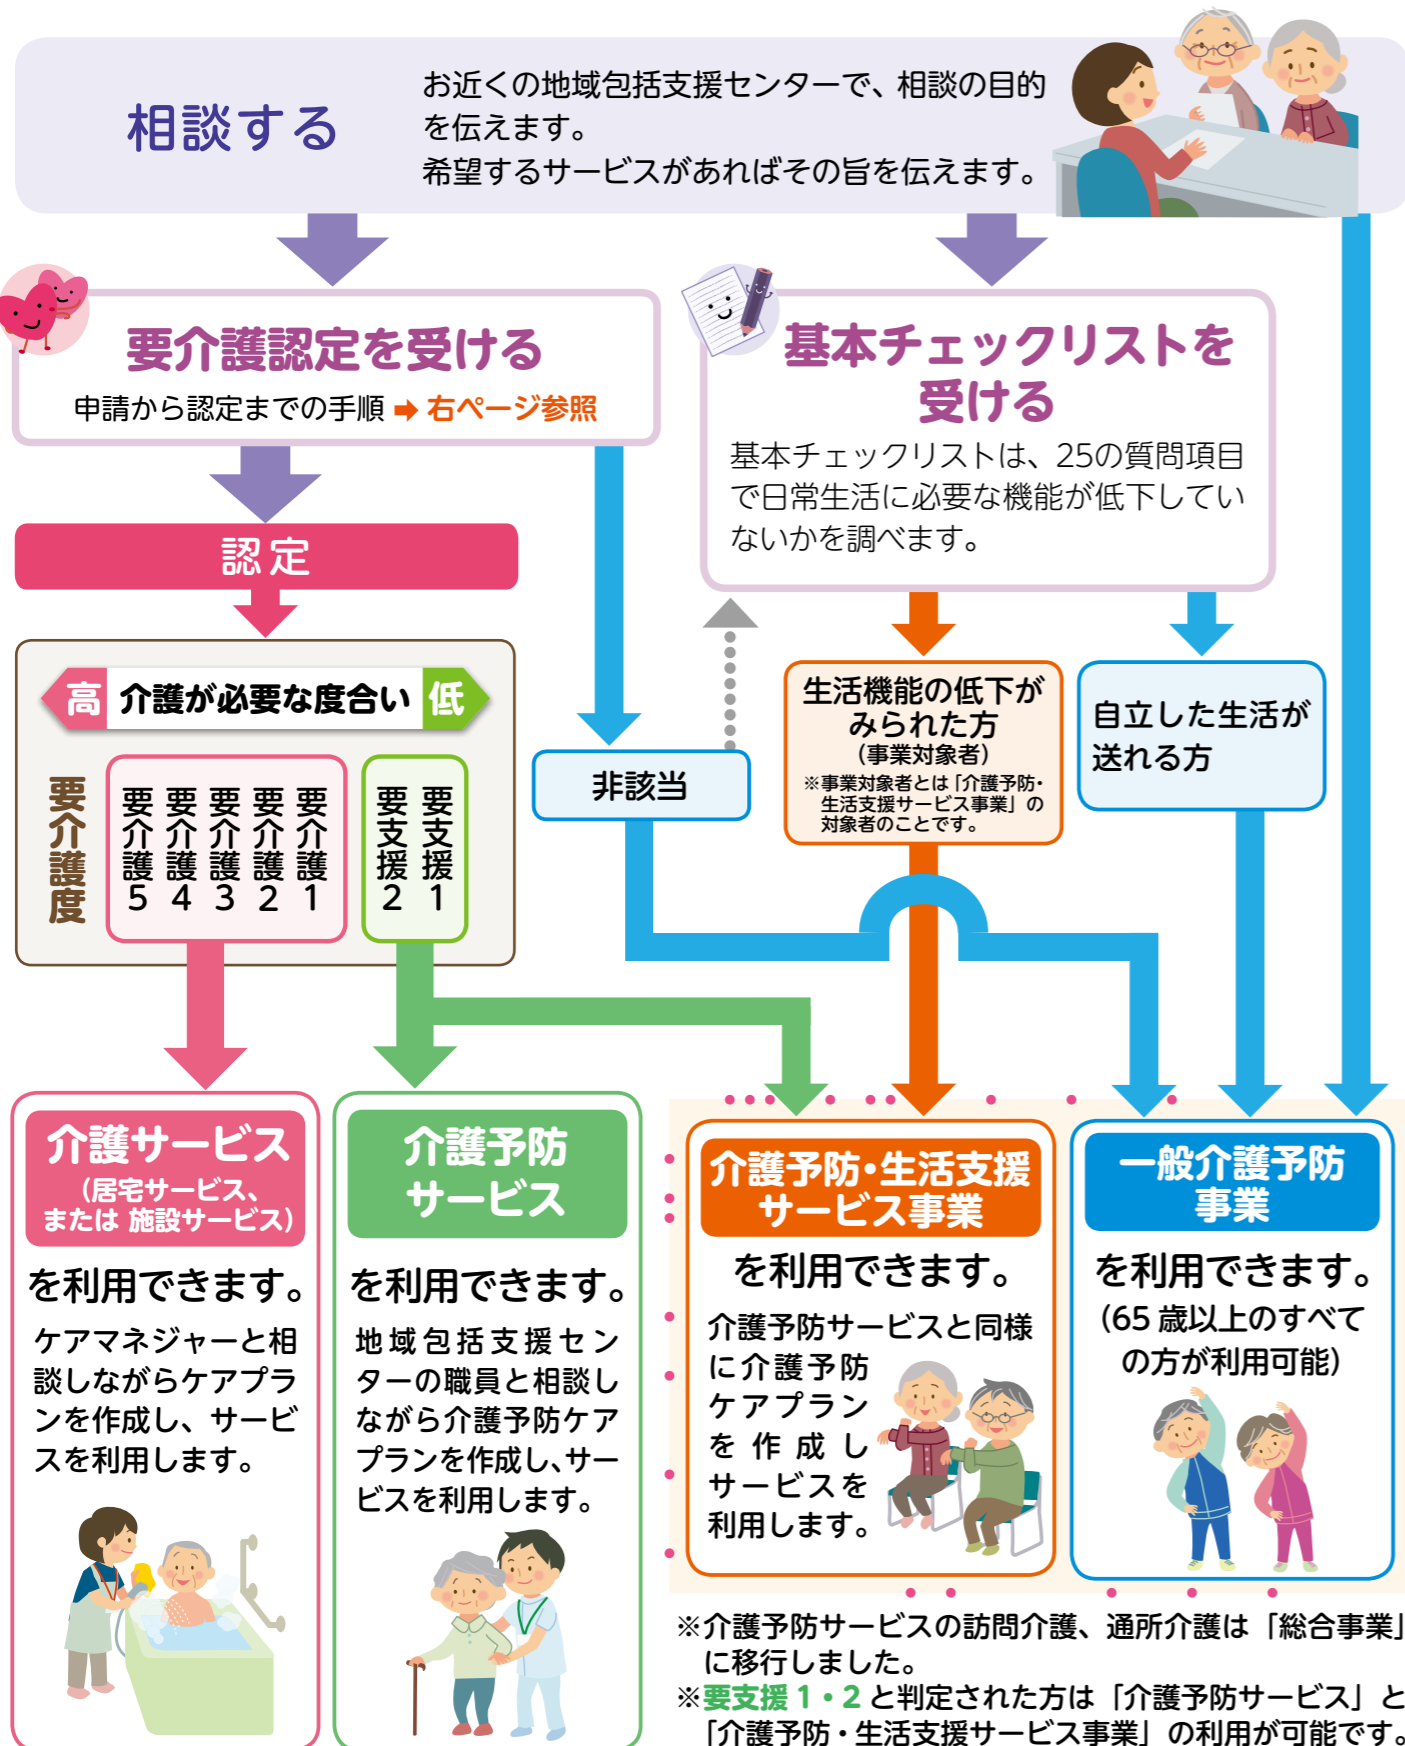 相談する
お近くの地域包括支援センターで、相談の目的
を伝えます。
希望するサービスがあればその旨を伝えます。
要介護認定を受ける
申請から認定までの手順 ➡ 右ページ参照
基本チェックリストを
受ける
基本チェックリストは、25の質問項目
で日常生活に必要な機能が低下してい
ないかを調べます。
認定
高 介護が必要な度合い 低
要介護度
要介護5
要介護4
要介護3
要介護2
要介護1
要支援2
要支援1
非該当
生活機能の低下が
みられた方
（事業対象者）
※事業対象者とは「介護予防・
生活支援サービス事業」の
対象者のことです。
自立した生活が
送れる方
介護サービス
（居宅サービス、
または 施設サービス）
を利用できます。
ケアマネジャーと相
談しながらケアプラ
ンを作成し、サービ
スを利用します。
介護予防
サービス
を利用できます。
地域包括支援セン
ターの職員と相談し
ながら介護予防ケア
プランを作成し、サー
ビスを利用します。
介護予防・生活支援
サービス事業
を利用できます。
介護予防サービスと同様
に介護予防
ケアプラン
を作成し
サービスを
利用します。
一般介護予防
事業
を利用できます。
（65 歳以上のすべて
の方が利用可能）
※介護予防サービスの訪問介護、通所介護は「総合事業」
に移行しました。
※要支援 1・2 と判定された方は「介護予防サービス」と
「介護予防・生活支援サービス事業」の利用が可能です。